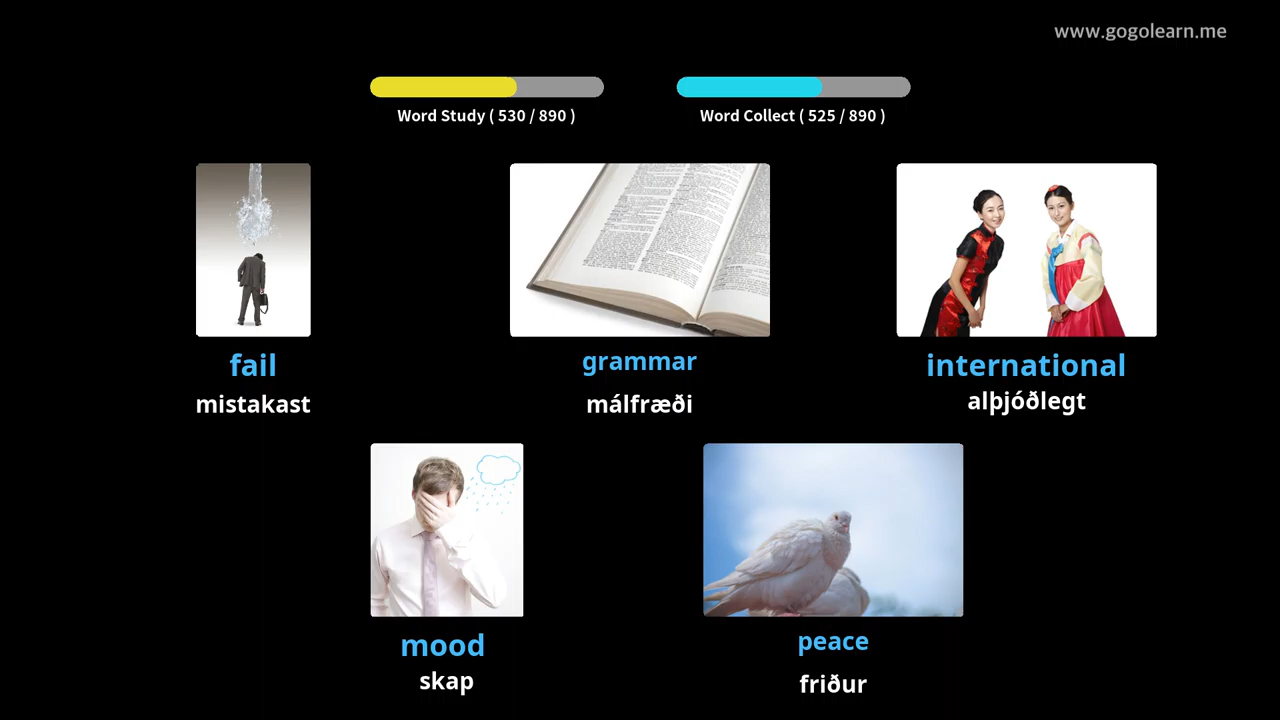 www.gogolearn.me
Word Study ( 530 / 890 )
Word Collect ( 525 / 890 )
fail
mistakast
grammar
málfræði
international
alþjóðlegt
mood
skap
peace
friður